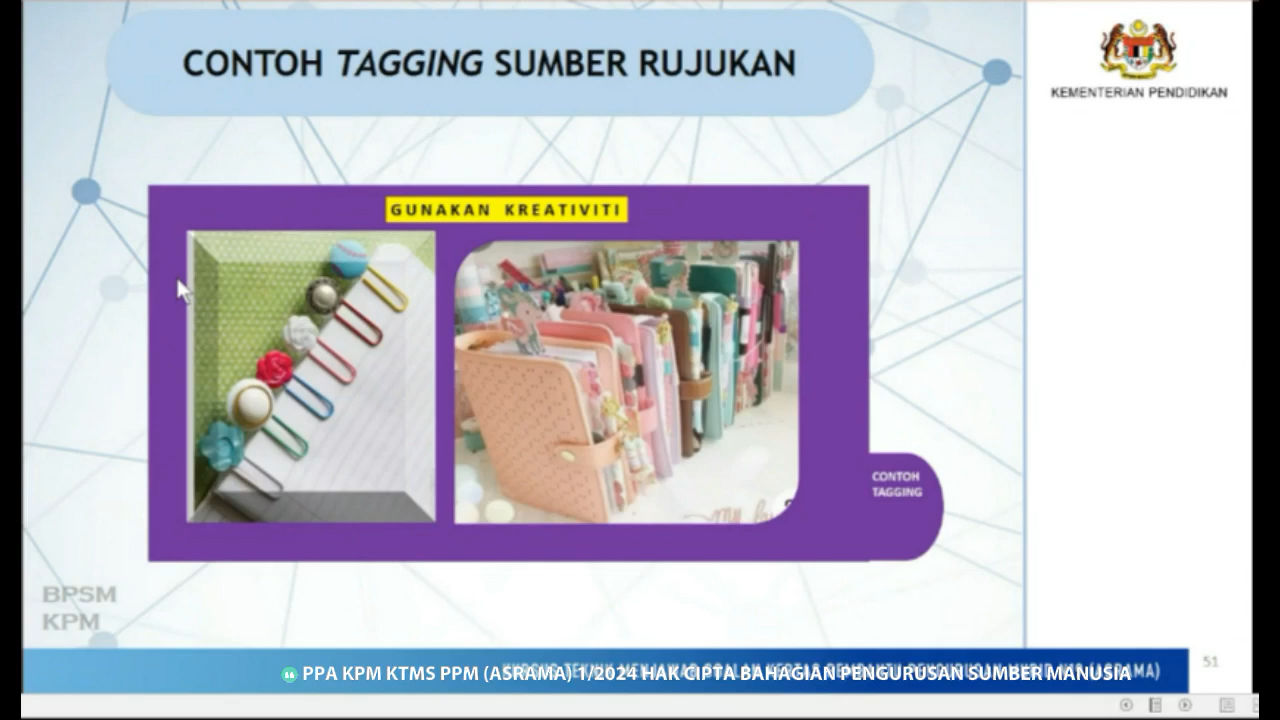 CONTOH TAGGING SUMBER RUJUKAN
KEMENTERIAN PENDIDIKAN
GUNAKAN KREATIVITI
CONTOH
TAGGING
BPSM
KPM
PPA KPM KTMS PPM (ASRAMA) 1/2024 HAK CIPTA BAHAGIAN PENGURUSAN SUMBER MANUSIA
51